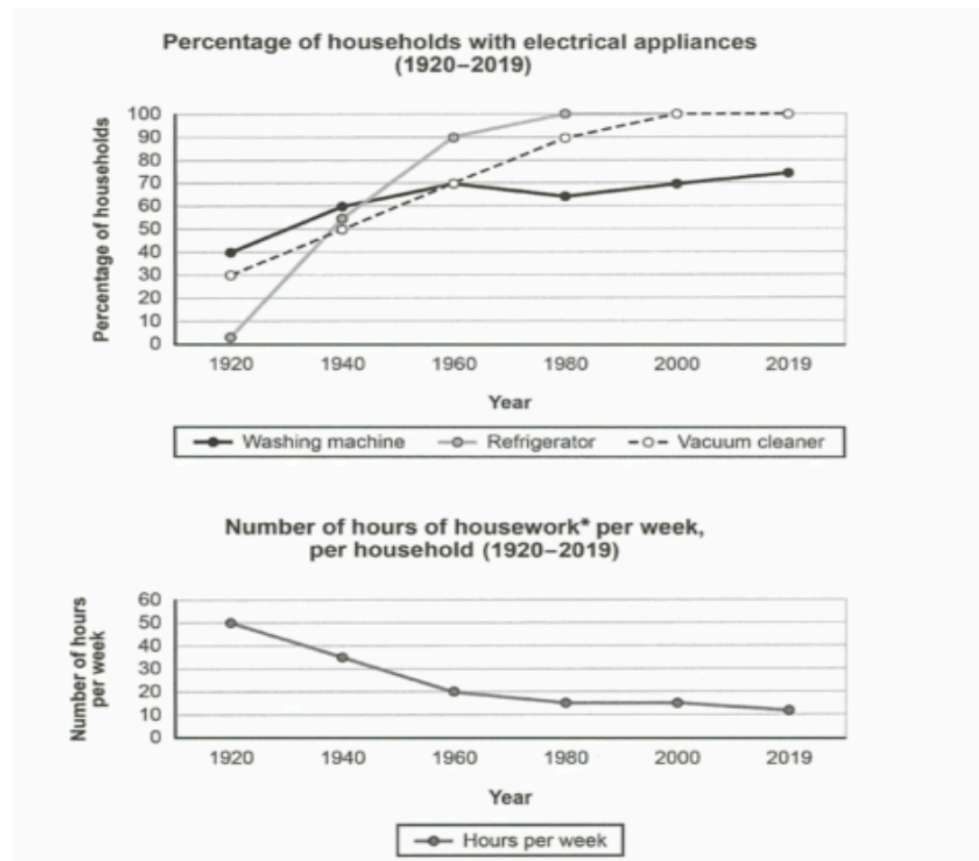 Percentage of households with electrical appliances
(1920–2019)
Percentage of households
100
90
80
70
60
50
40
30
20
10
0
1920 1940 1960 1980 2000 2019
Year
Washing machine Refrigerator Vacuum cleaner
Number of hours of housework* per week,
per household (1920–2019)
Number of hours
per week
60
50
40
30
20
10
0
1920 1940 1960 1980 2000 2019
Year
Hours per week